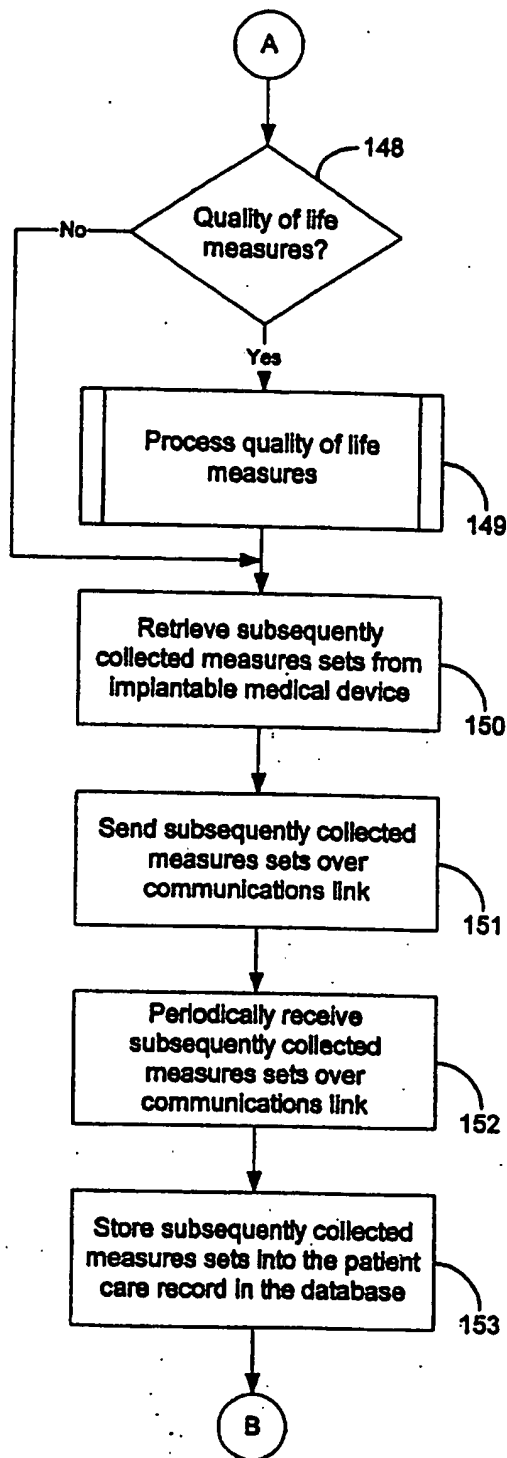 A
148
Quality of life
measures?
No
Yes
Process quality of life
measures
149
Retrieve subsequently
collected measures sets from
implantable medical device
150
Send subsequently collected
measures sets over
communications link
151
Periodically receive
subsequently collected
measures sets over
communications link
152
Store subsequently collected
measures sets into the patient
care record in the database
153
B